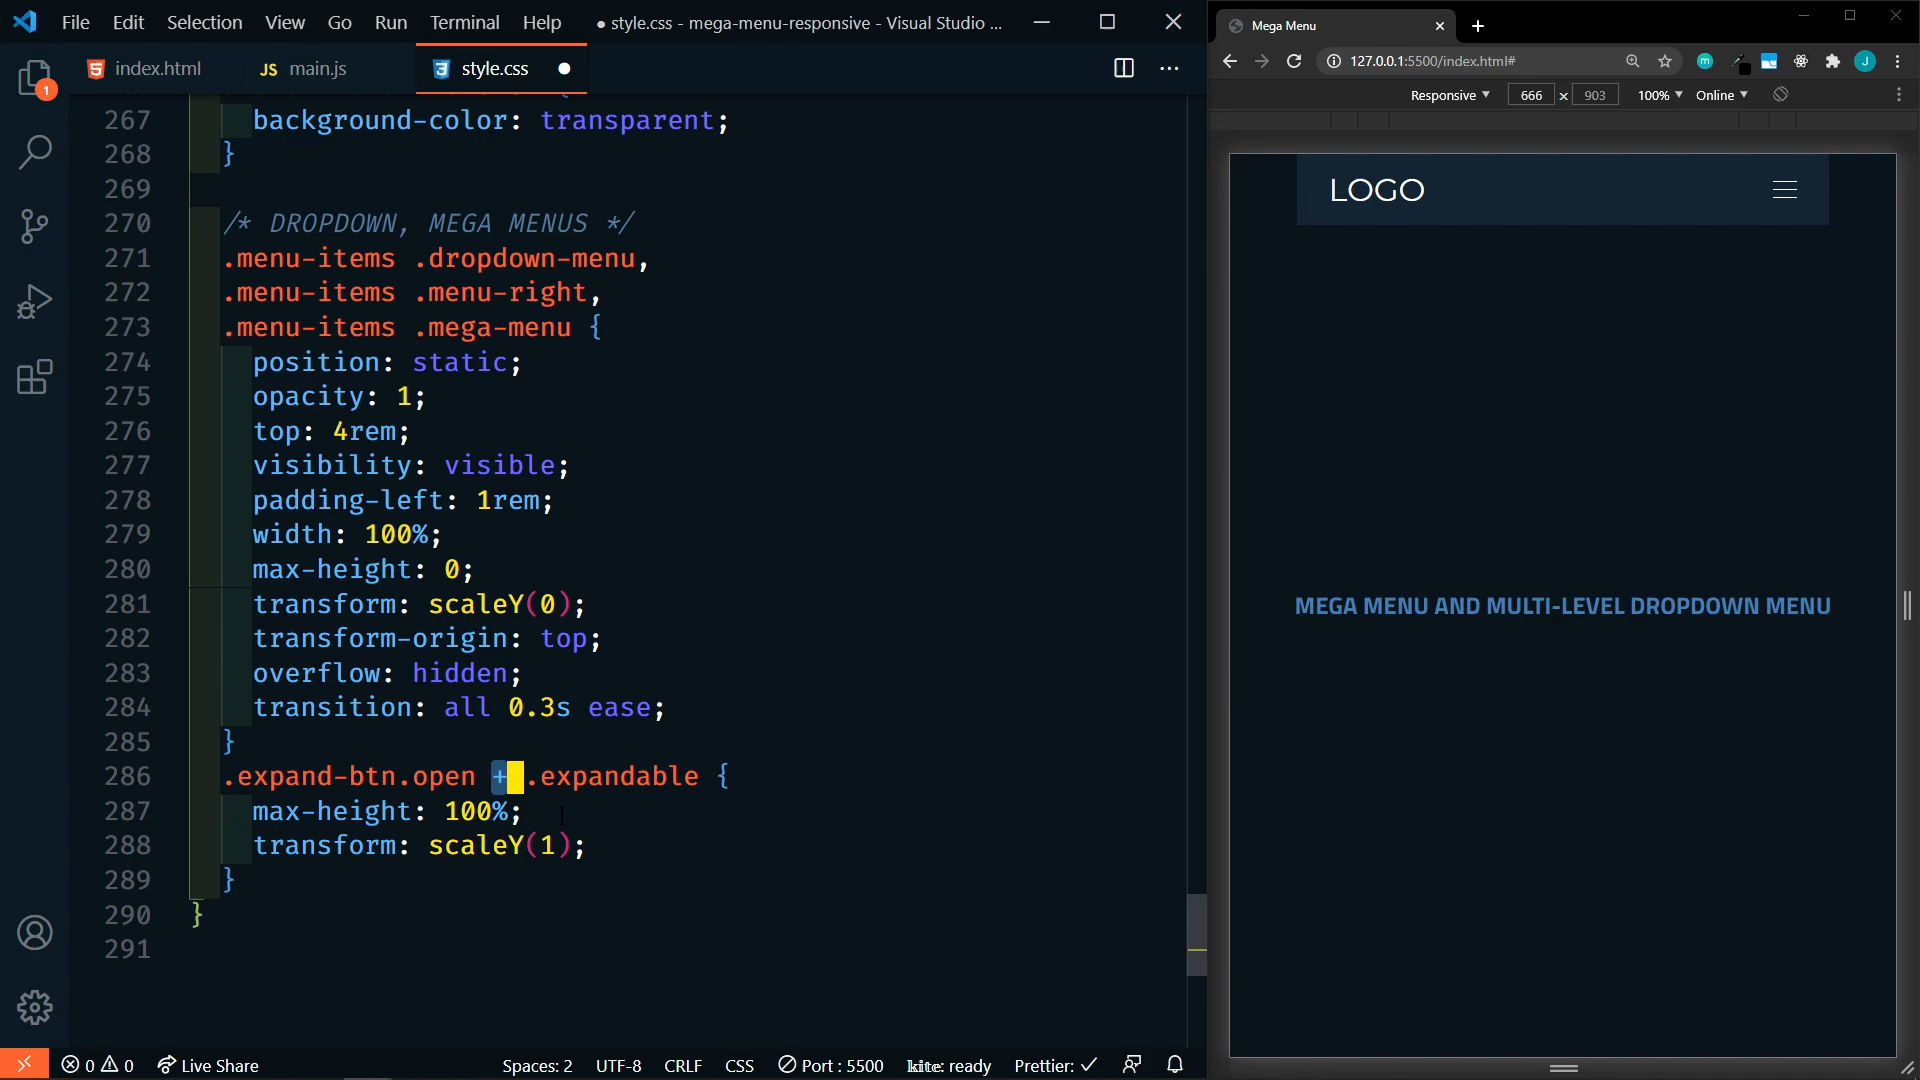 File Edit Selection View Go Run Terminal Help ● style.css - mega-menu-responsive - Visual Studio ...
index.html JS main.js style.css
267 background-color: transparent;
268 }
269
270 /* DROPDOWN, MEGA MENUS */
271 .menu-items .dropdown-menu,
272 .menu-items .menu-right,
273 .menu-items .mega-menu {
274 position: static;
275 opacity: 1;
276 top: 4rem;
277 visibility: visible;
278 padding-left: 1rem;
279 width: 100%;
280 max-height: 0;
281 transform: scaleY(0);
282 transform-origin: top;
283 overflow: hidden;
284 transition: all 0.3s ease;
285 }
286 .expand-btn.open + .expandable {
287 max-height: 100%;
288 transform: scaleY(1);
289 }
290 }
291
1
0 0 Live Share Spaces: 2 UTF-8 CRLF CSS Port : 5500 kite: ready Prettier: ✓
Mega Menu
127.0.0.1:5500/index.html#
m J
Responsive 666 x 903 100% Online
LOGO
MEGA MENU AND MULTI-LEVEL DROPDOWN MENU